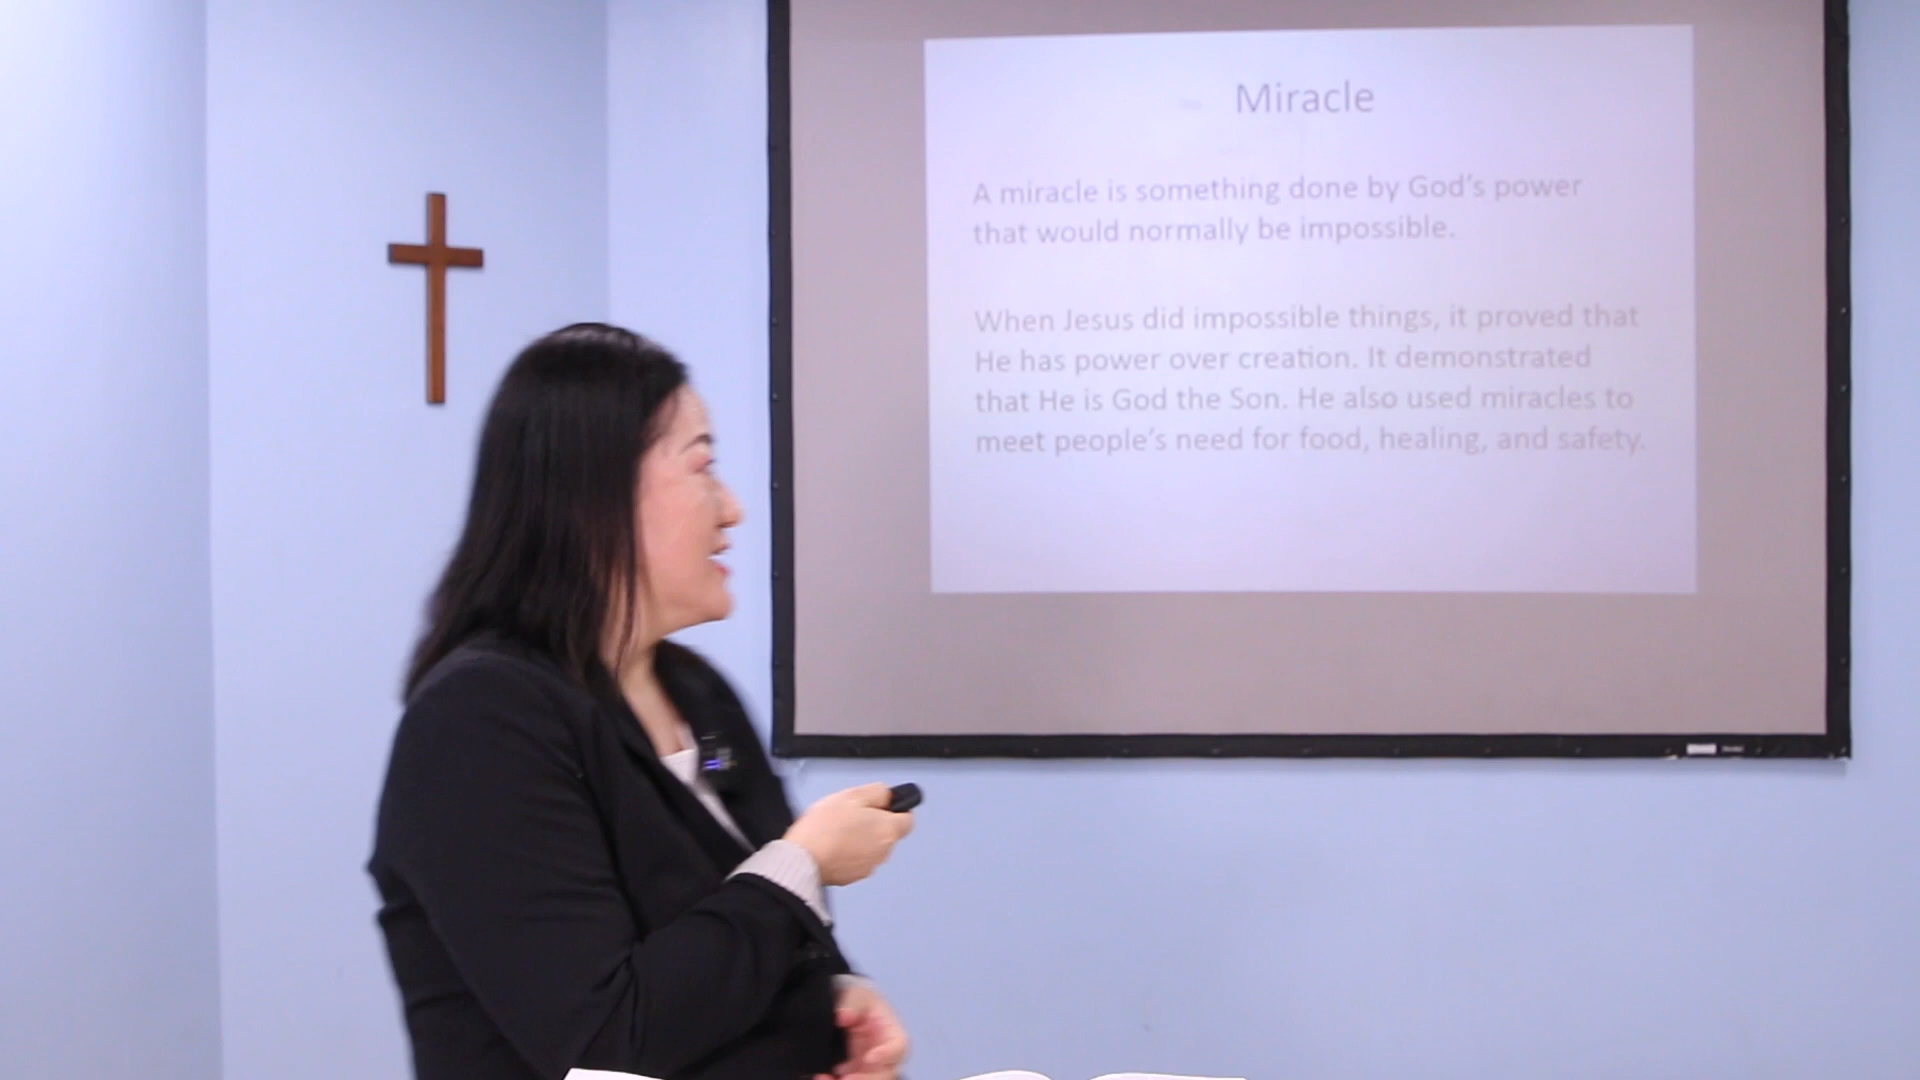 Miracle
A miracle is something done by God's power
that would normally be impossible.
When Jesus did impossible things, it proved that
He has power over creation. It demonstrated
that He is God the Son. He also used miracles to
meet people's need for food, healing, and safety.